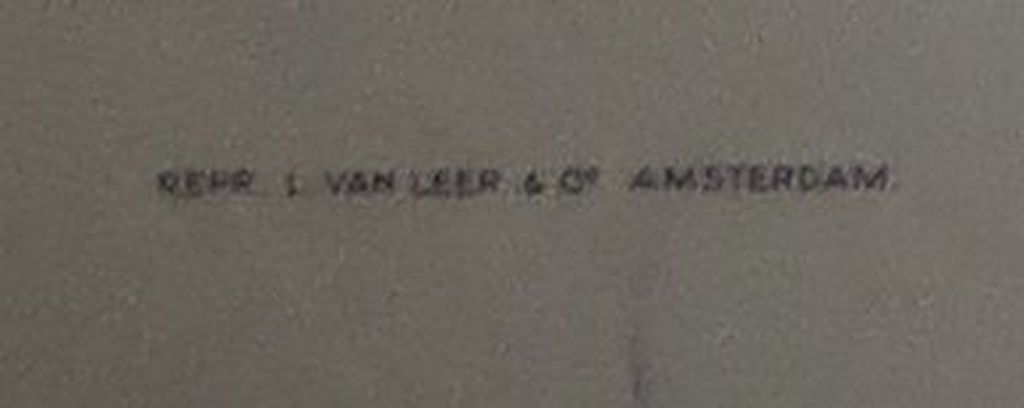 REPR. L. VAN LEER & Co AMSTERDAM.